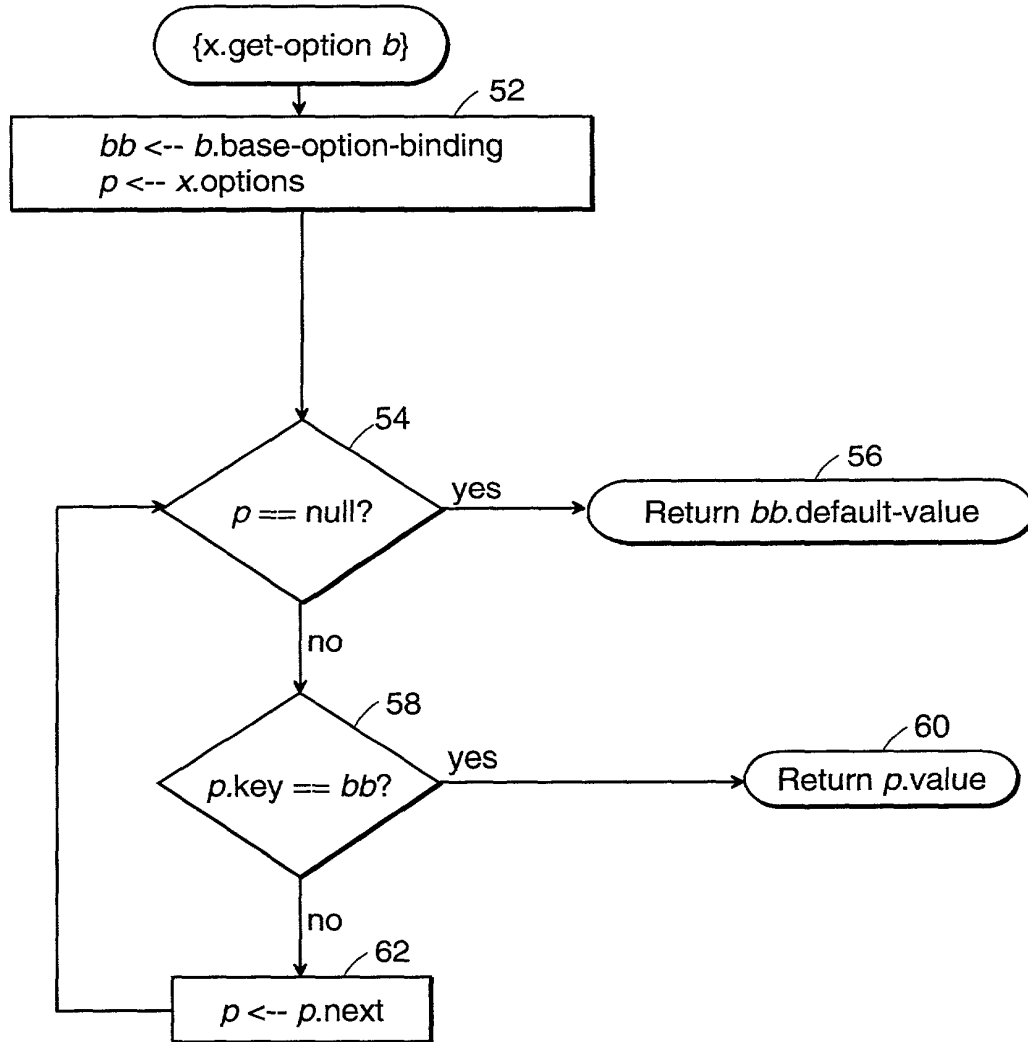 {x.get-option b}
52
bb <-- b.base-option-binding
p <-- x.options
54
p == null?
yes
56
Return bb.default-value
no
58
p.key == bb?
yes
60
Return p.value
no
62
p <-- p.next